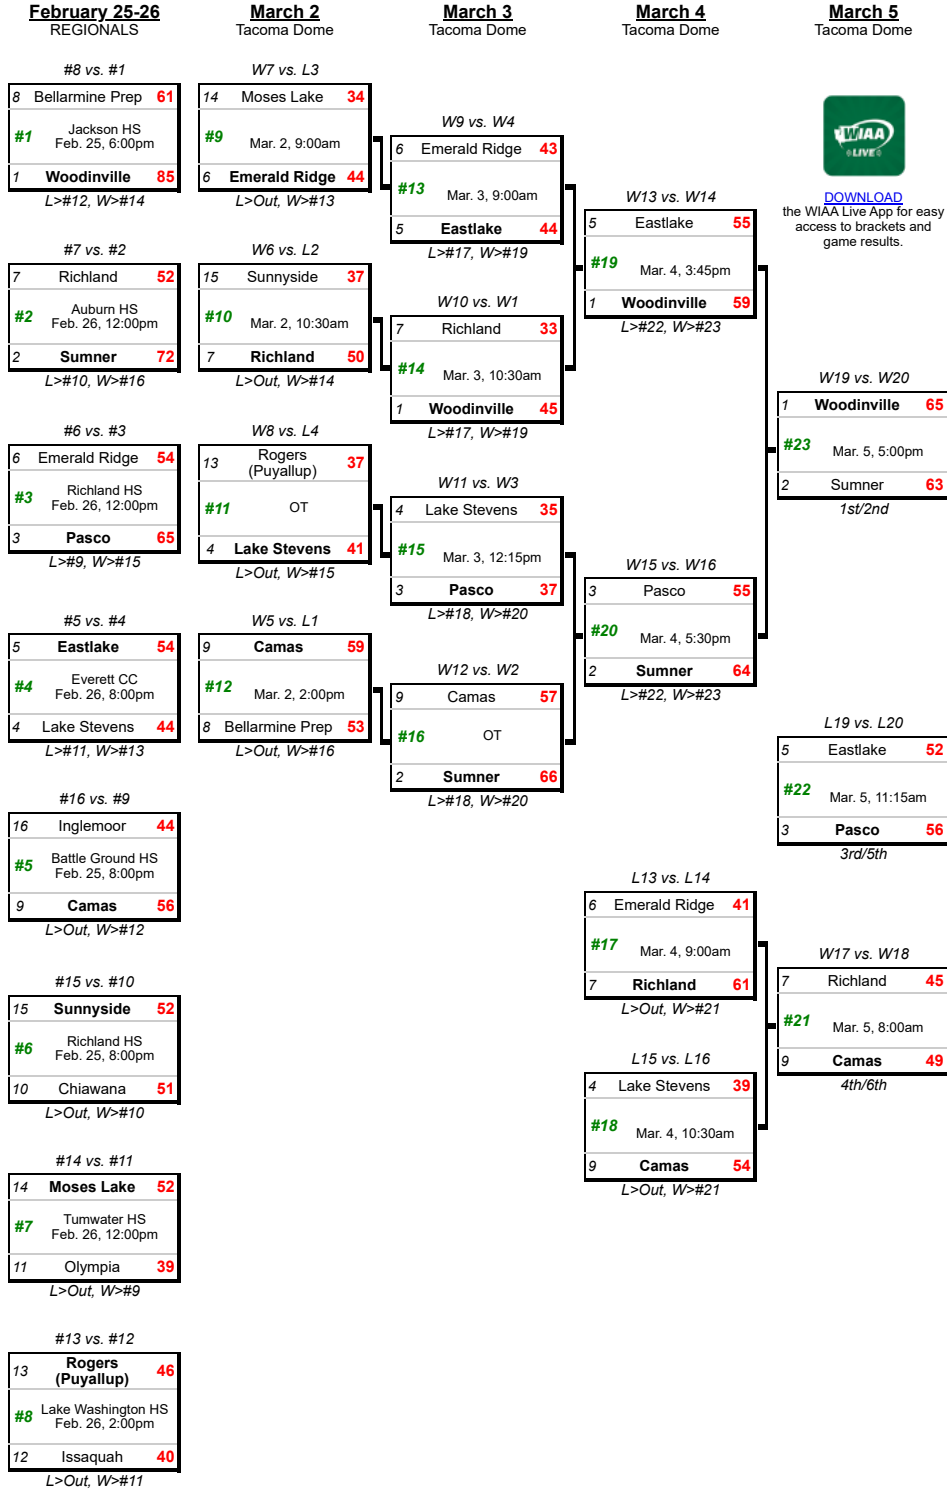 February 25-26
REGIONALS
#8 vs. #1
8 Bellarmine Prep 61
#1 Jackson HS
Feb. 25, 6:00pm
1 Woodinville 85
L>#12, W>#14
#7 vs. #2
7 Richland 52
#2 Auburn HS
Feb. 26, 12:00pm
2 Sumner 72
L>#10, W>#16
#6 vs. #3
6 Emerald Ridge 54
#3 Richland HS
Feb. 26, 12:00pm
3 Pasco 65
L>#9, W>#15
#5 vs. #4
5 Eastlake 54
#4 Everett CC
Feb. 26, 8:00pm
4 Lake Stevens 44
L>#11, W>#13
#16 vs. #9
16 Inglemoor 44
#5 Battle Ground HS
Feb. 25, 8:00pm
9 Camas 56
L>Out, W>#12
#15 vs. #10
15 Sunnyside 52
#6 Richland HS
Feb. 25, 8:00pm
10 Chiawana 51
L>Out, W>#10
#14 vs. #11
14 Moses Lake 52
#7 Tumwater HS
Feb. 26, 12:00pm
11 Olympia 39
L>Out, W>#9
#13 vs. #12
13 Rogers
(Puyallup) 46
#8 Lake Washington HS
Feb. 26, 2:00pm
12 Issaquah 40
L>Out, W>#11
March 2
Tacoma Dome
W7 vs. L3
14 Moses Lake 34
#9 Mar. 2, 9:00am
6 Emerald Ridge 44
L>Out, W>#13
W6 vs. L2
15 Sunnyside 37
#10 Mar. 2, 10:30am
7 Richland 50
L>Out, W>#14
W8 vs. L4
13 Rogers
(Puyallup) 37
#11 OT
4 Lake Stevens 41
L>Out, W>#15
W5 vs. L1
9 Camas 59
#12 Mar. 2, 2:00pm
8 Bellarmine Prep 53
L>Out, W>#16
March 3
Tacoma Dome
W9 vs. W4
6 Emerald Ridge 43
#13 Mar. 3, 9:00am
5 Eastlake 44
L>#17, W>#19
W10 vs. W1
7 Richland 33
#14 Mar. 3, 10:30am
1 Woodinville 45
L>#17, W>#19
W11 vs. W3
4 Lake Stevens 35
#15 Mar. 3, 12:15pm
3 Pasco 37
L>#18, W>#20
W12 vs. W2
9 Camas 57
#16 OT
2 Sumner 66
L>#18, W>#20
March 4
Tacoma Dome
W13 vs. W14
5 Eastlake 55
#19 Mar. 4, 3:45pm
1 Woodinville 59
L>#22, W>#23
W15 vs. W16
3 Pasco 55
#20 Mar. 4, 5:30pm
2 Sumner 64
L>#22, W>#23
L13 vs. L14
6 Emerald Ridge 41
#17 Mar. 4, 9:00am
7 Richland 61
L>Out, W>#21
L15 vs. L16
4 Lake Stevens 39
#18 Mar. 4, 10:30am
9 Camas 54
L>Out, W>#21
March 5
Tacoma Dome
WIAA
LIVE
DOWNLOAD
the WIAA Live App for easy
access to brackets and
game results.
W19 vs. W20
1 Woodinville 65
#23 Mar. 5, 5:00pm
2 Sumner 63
1st/2nd
L19 vs. L20
5 Eastlake 52
#22 Mar. 5, 11:15am
3 Pasco 56
3rd/5th
W17 vs. W18
7 Richland 45
#21 Mar. 5, 8:00am
9 Camas 49
4th/6th